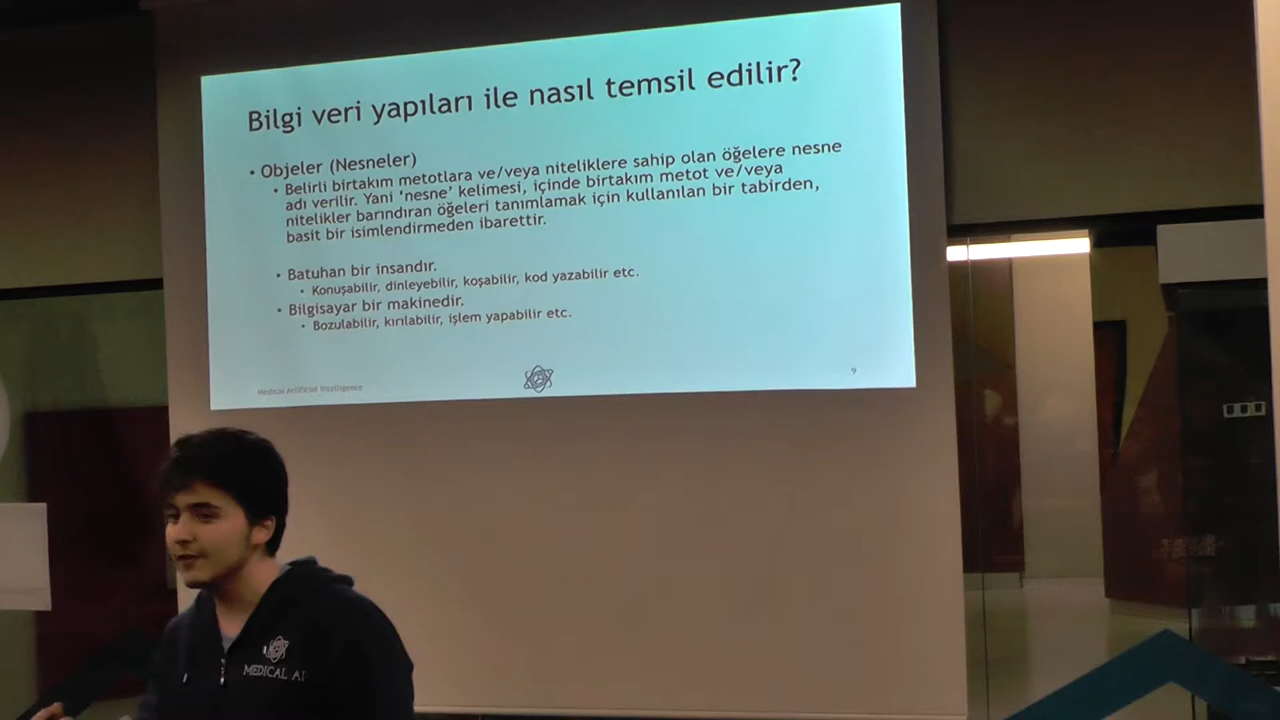 Bilgi veri yapıları ile nasıl temsil edilir?
• Objeler (Nesneler)
• Belirli birtakım metotlara ve/veya niteliklere sahip olan öğelere nesne
adı verilir. Yani ‘nesne’ kelimesi, içinde birtakım metot ve/veya
nitelikler barındıran öğeleri tanımlamak için kullanılan bir tabirden,
basit bir isimlendirmeden ibarettir.
• Batuhan bir insandır.
• Konuşabilir, dinleyebilir, koşabilir, kod yazabilir etc.
• Bilgisayar bir makinedir.
• Bozulabilir, kırılabilir, işlem yapabilir etc.
Medical Artificial Intelligence
9
MEDICAL AI